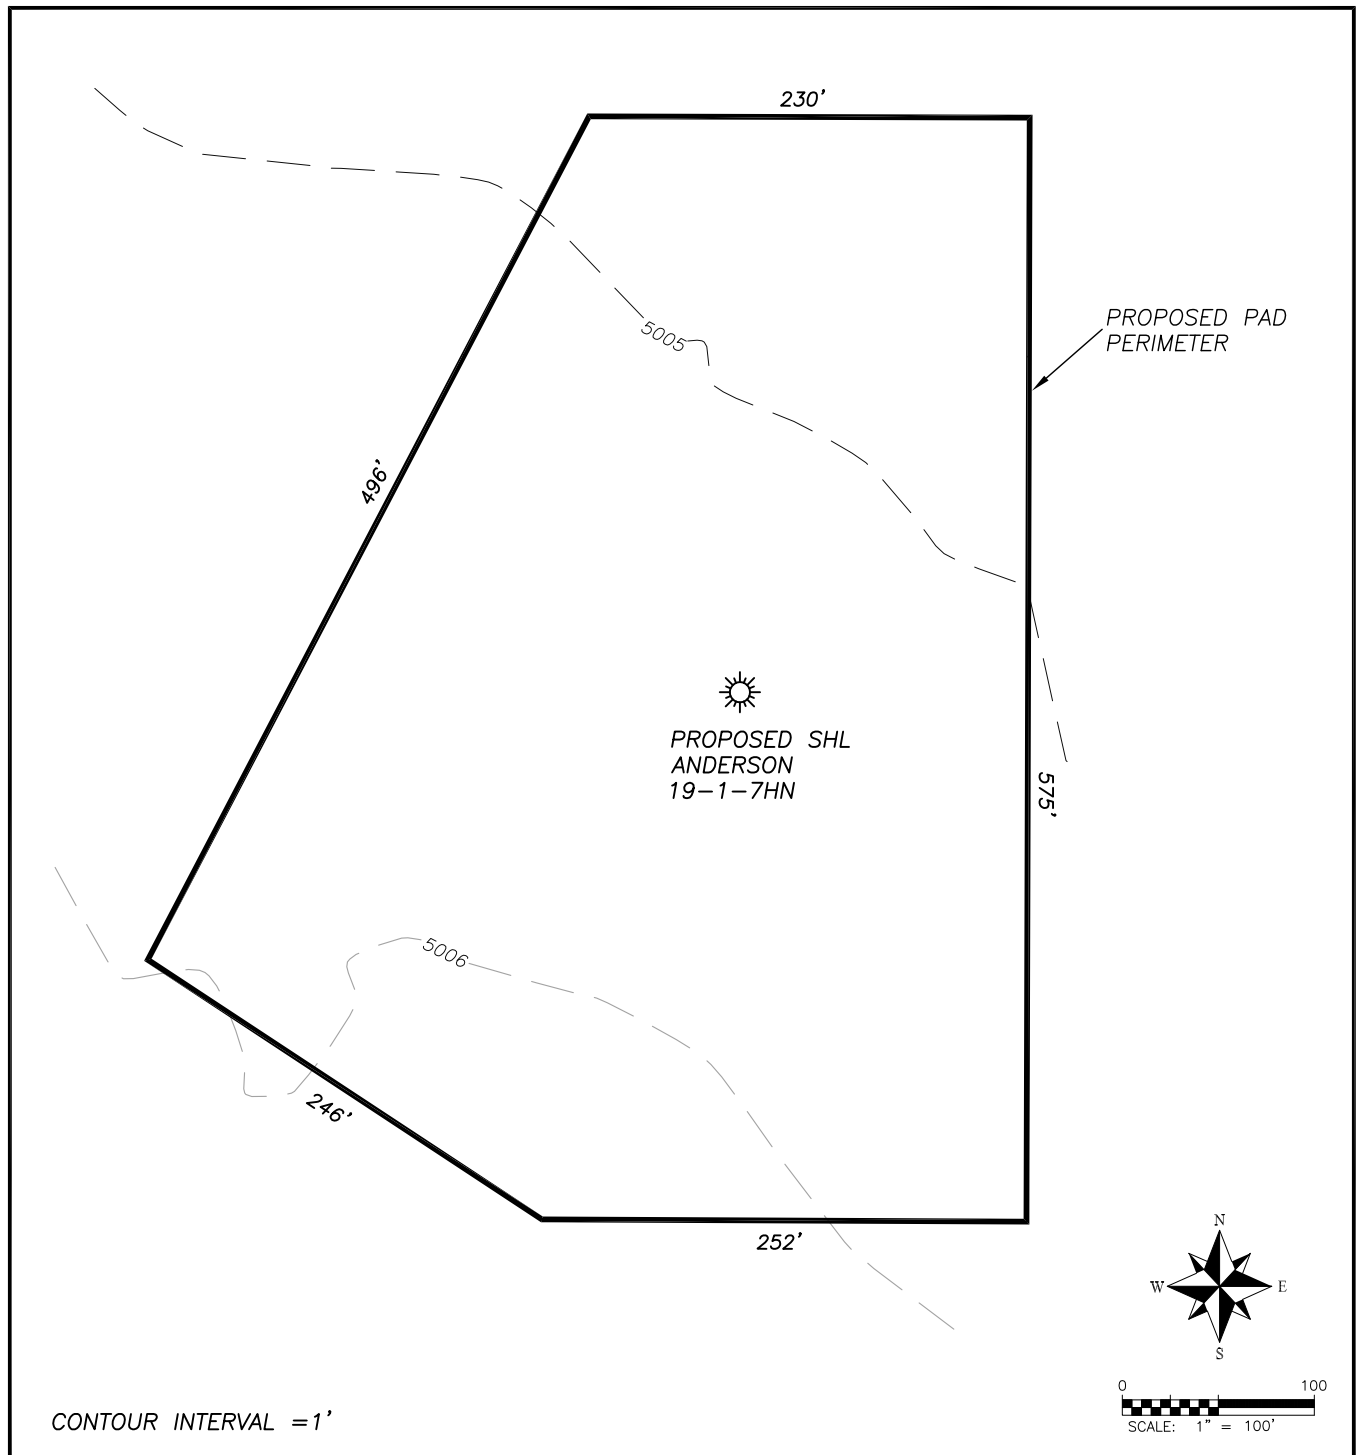 230'
PROPOSED PAD
PERIMETER
5005
496'
PROPOSED SHL
ANDERSON
19-1-7HN
575'
5006
246'
252'
N
W
E
S
0
100
SCALE: 1" = 100'
CONTOUR INTERVAL =1'